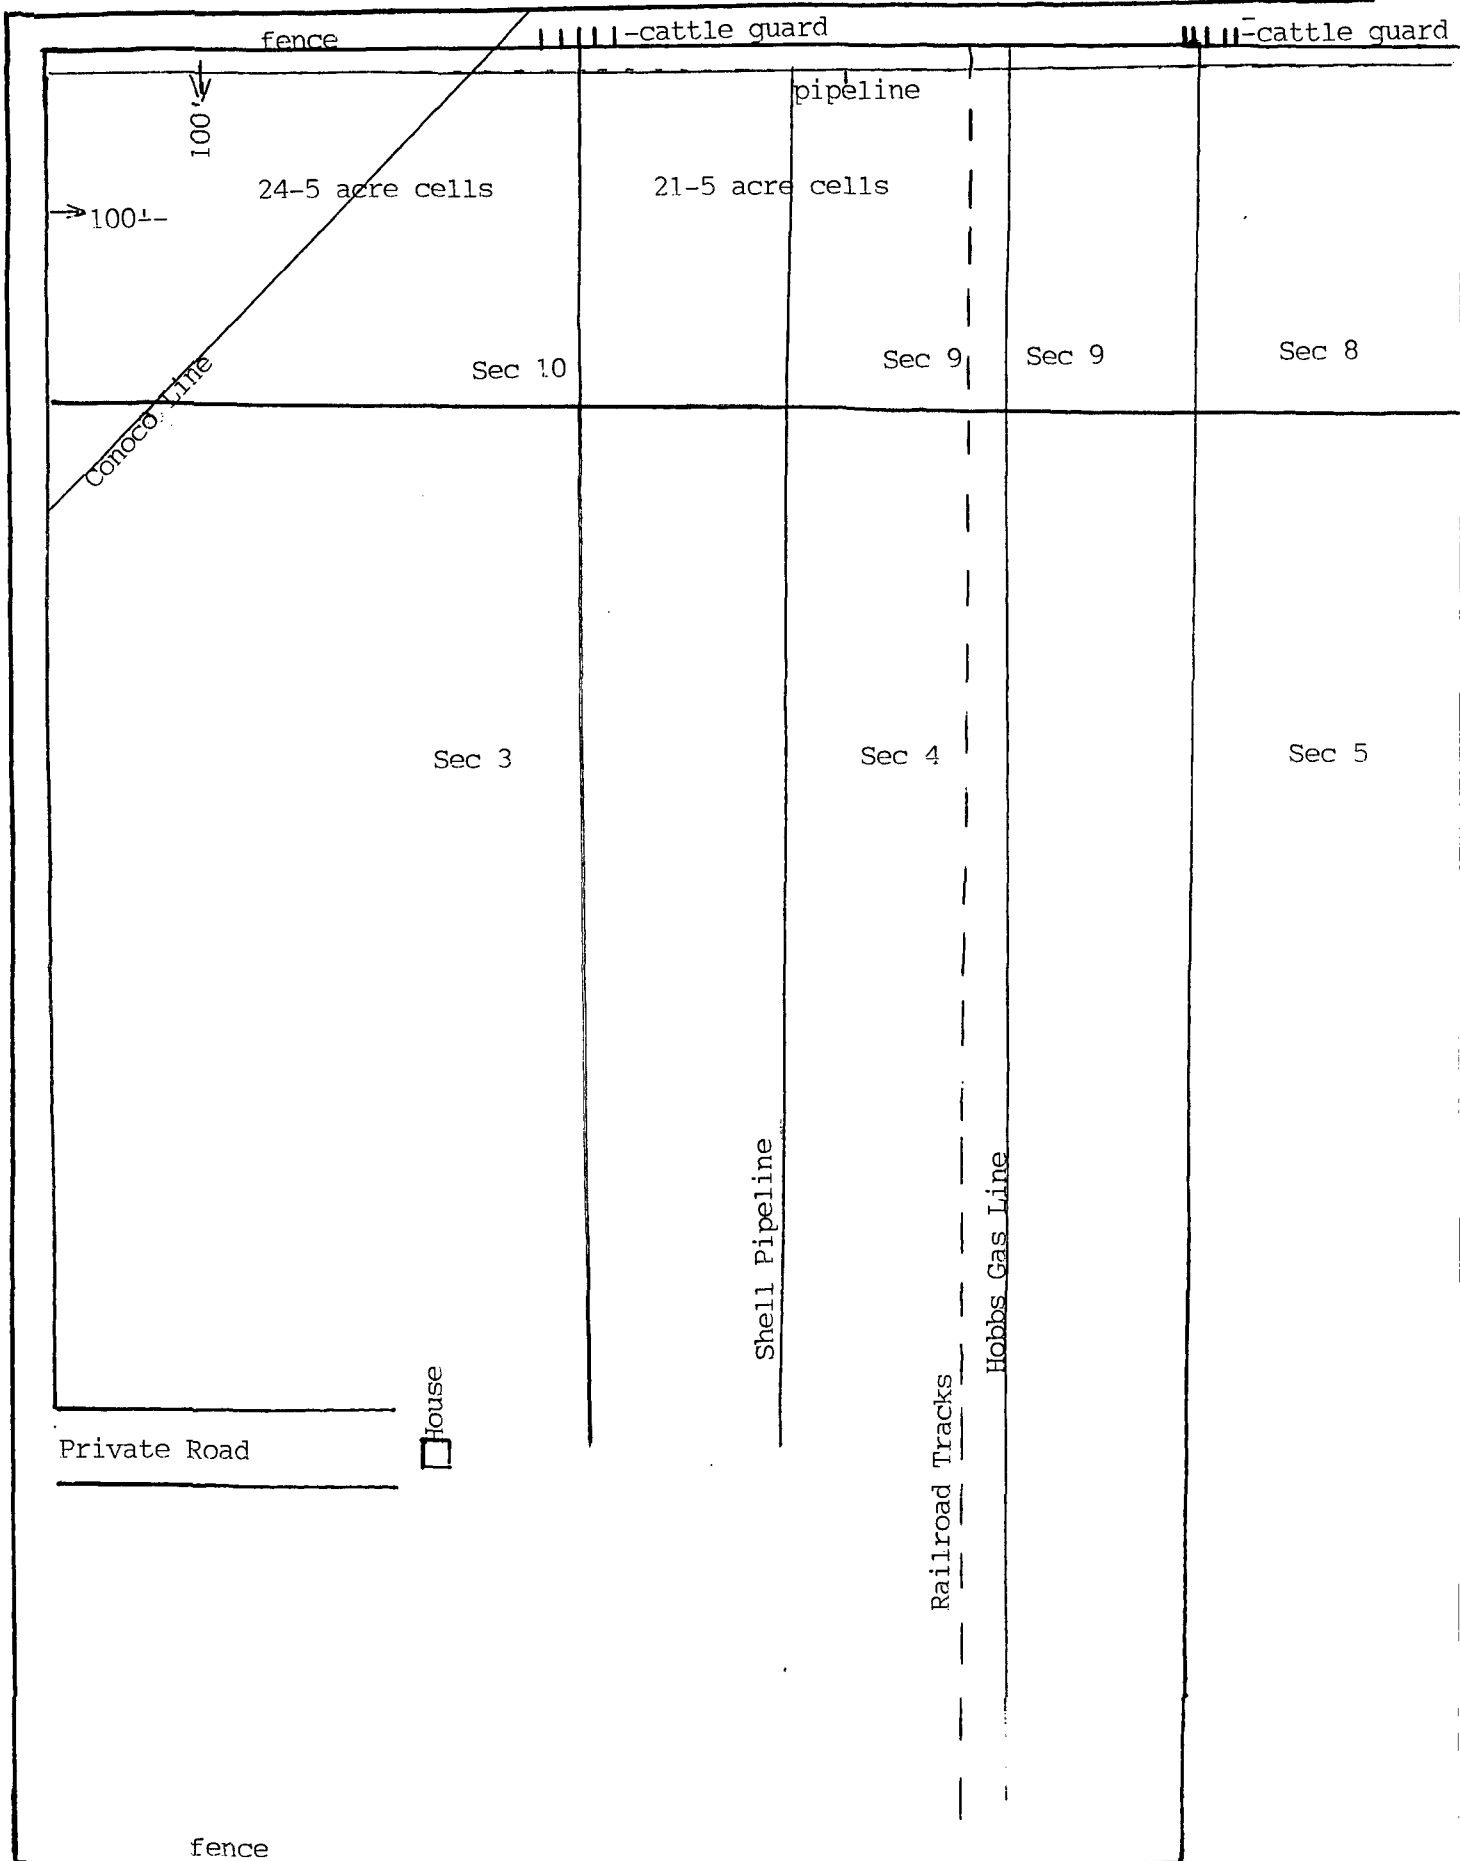 fence
-cattle guard
-cattle guard
pipeline
100'
24-5 acre cells
21-5 acre cells
100'-
Sec 10
Sec 9
Sec 9
Sec 8
Conoco Line
Sec 3
Sec 4
Sec 5
Shell Pipeline
Hobbs Gas Line
House
Railroad Tracks
Private Road
fence